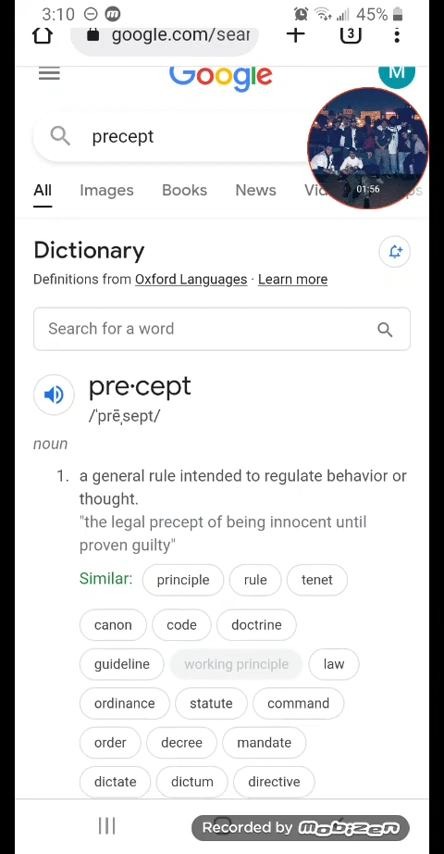 3:10
45%
google.com/sear
3
Google
M
precept
01:56
All Images Books News
Dictionary
Definitions from Oxford Languages · Learn more
Search for a word
pre·cept
/ˈprēˌsept/
noun
1. a general rule intended to regulate behavior or
thought.
"the legal precept of being innocent until
proven guilty"
Similar: principle rule tenet
canon code doctrine
guideline working principle law
ordinance statute command
order decree mandate
dictate dictum directive
Recorded by Mobizen